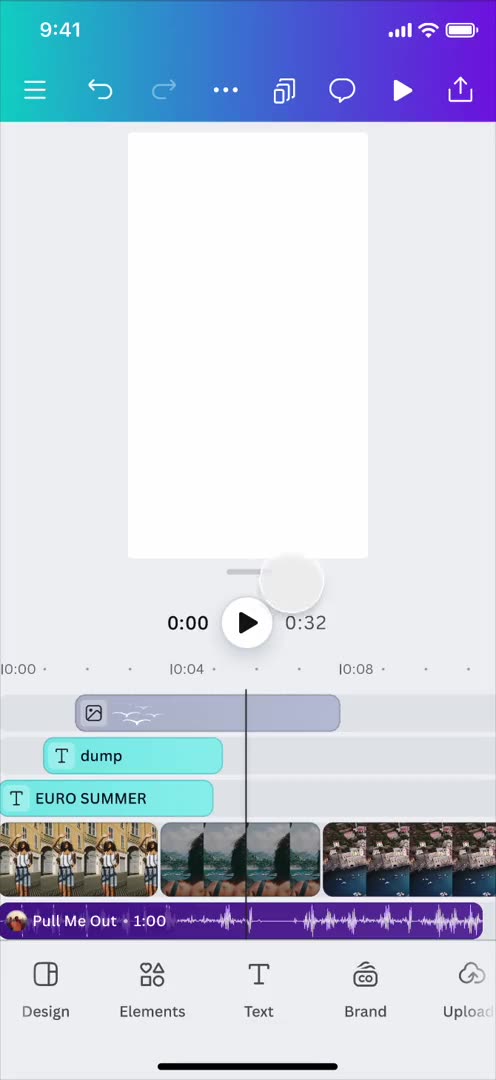 9:41
0:00
0:32
0:00
0:04
0:08
dump
EURO SUMMER
Pull Me Out • 1:00
CO
Design
Elements
Text
Brand
Upload